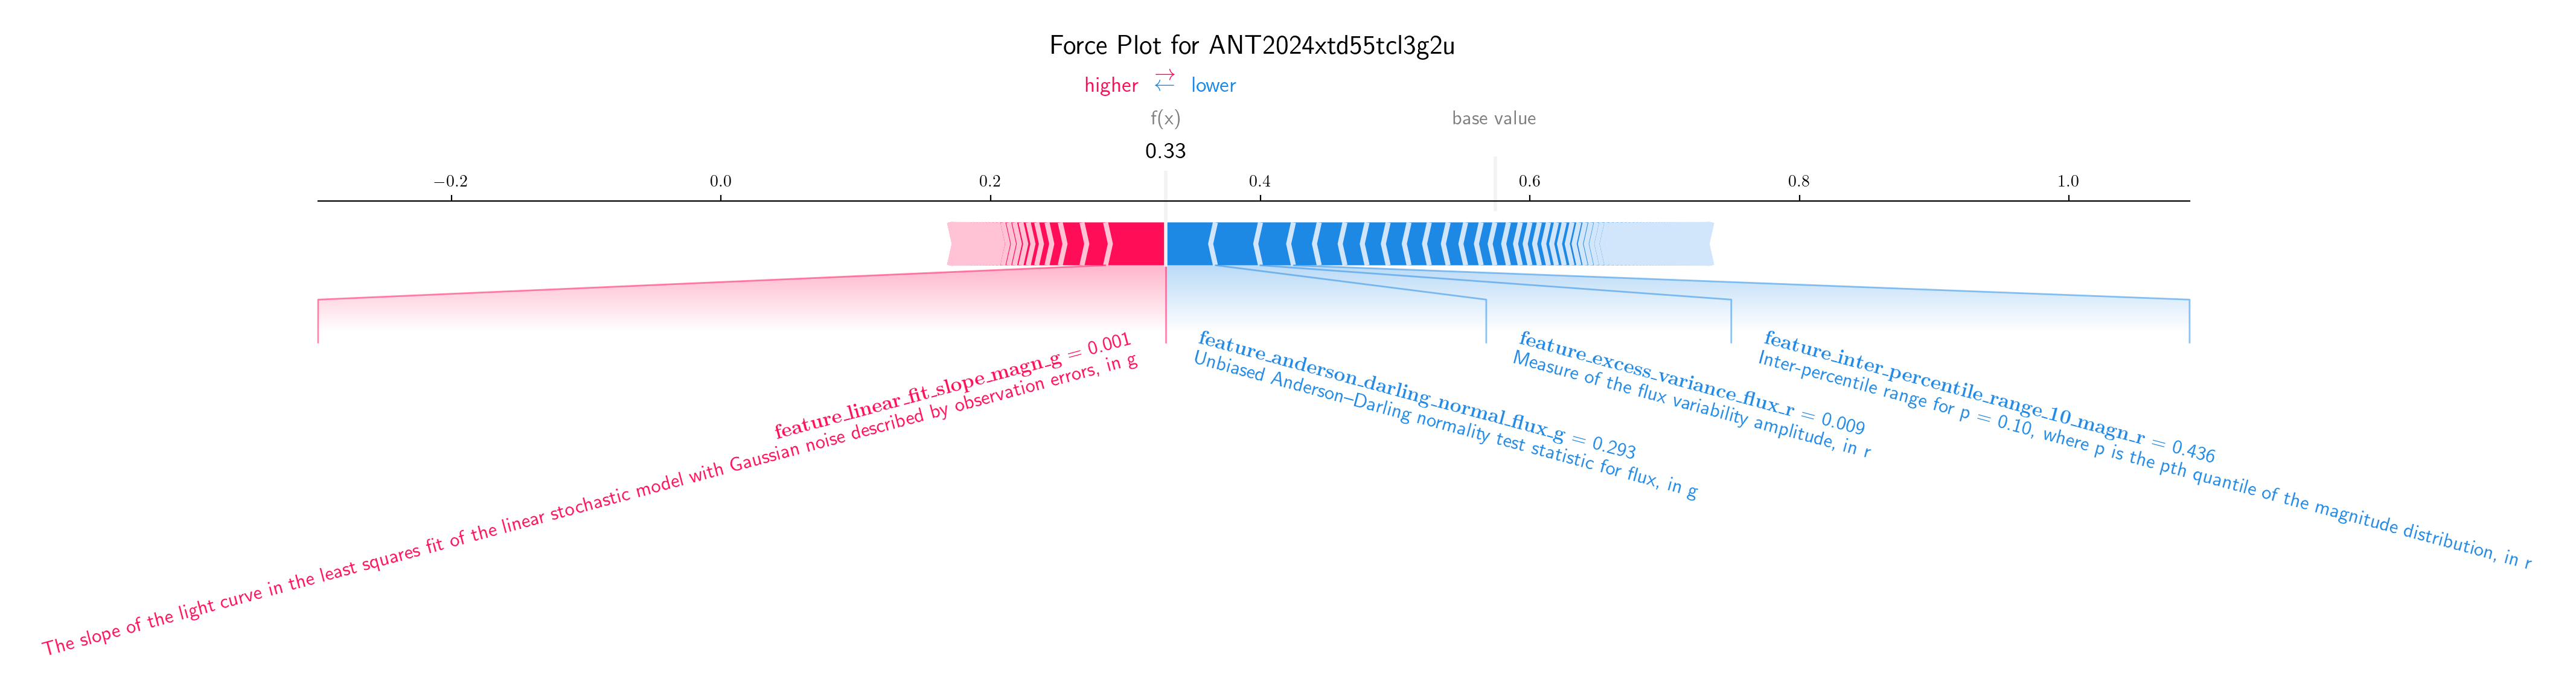 Force Plot for ANT2024xtd55tcl3g2u
higher → ← lower
f(x) base value
0.33
−0.2 0.0 0.2 0.4 0.6 0.8 1.0
feature_linear_fit_slope_magn_g = 0.001
The slope of the light curve in the least squares fit of the linear stochastic model with Gaussian noise described by observation errors, in g
feature_anderson_darling_normal_flux_g = 0.293
Unbiased Anderson–Darling normality test statistic for flux, in g
feature_excess_variance_flux_r = 0.009
Measure of the flux variability amplitude, in r
feature_inter_percentile_range_10_magn_r = 0.436
Inter-percentile range for p = 0.10, where p is the pth quantile of the magnitude distribution, in r